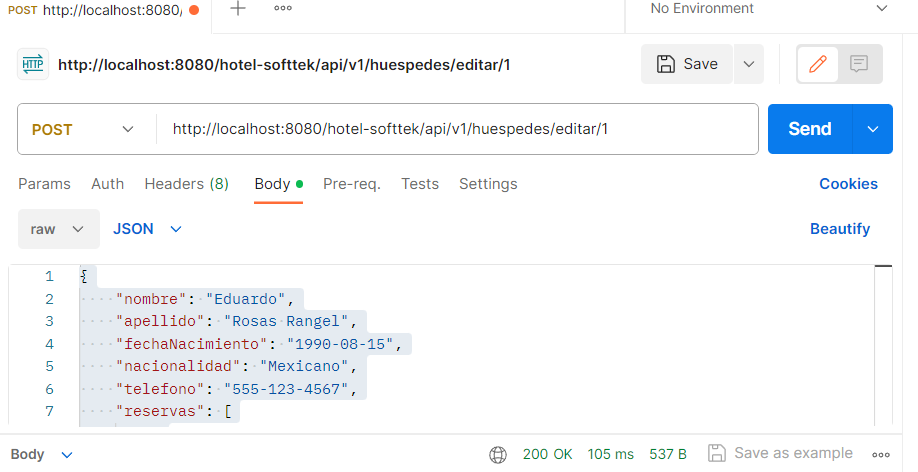 POST http://localhost:8080/ No Environment
HTTP http://localhost:8080/hotel-softtek/api/v1/huespedes/editar/1 Save
POST http://localhost:8080/hotel-softtek/api/v1/huespedes/editar/1 Send
Params Auth Headers (8) Body Pre-req. Tests Settings Cookies
raw JSON Beautify
1 {
2 "nombre": "Eduardo",
3 "apellido": "Rosas Rangel",
4 "fechaNacimiento": "1990-08-15",
5 "nacionalidad": "Mexicano",
6 "telefono": "555-123-4567",
7 "reservas": [
Body 200 OK 105 ms 537 B Save as example